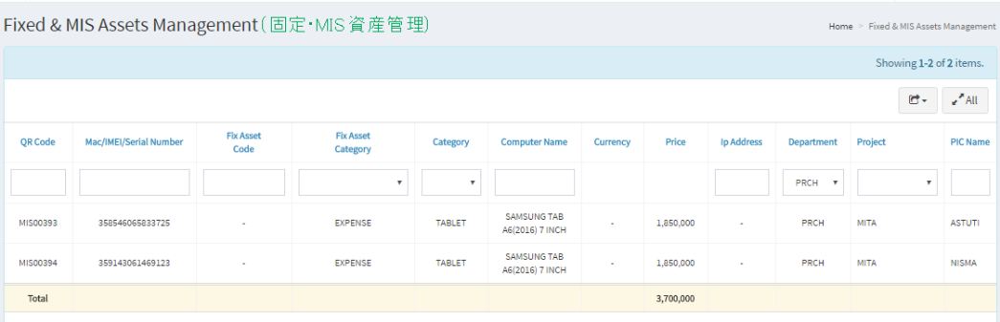 Fixed & MIS Assets Management(固定･MIS 資産管理)
Home > Fixed & MIS Assets Management
Showing 1-2 of 2 items.
All
QR Code Mac/IMEI/Serial Number Fix Asset Code Fix Asset Category Category Computer Name Currency Price Ip Address Department Project PIC Name
PRCH
MIS00393 358546065833725 - EXPENSE TABLET SAMSUNG TAB A6(2016) 7 INCH - 1,850,000 - PRCH MITA ASTUTI
MIS00394 359143061469123 - EXPENSE TABLET SAMSUNG TAB A6(2016) 7 INCH - 1,850,000 - PRCH MITA NISMA
Total 3,700,000